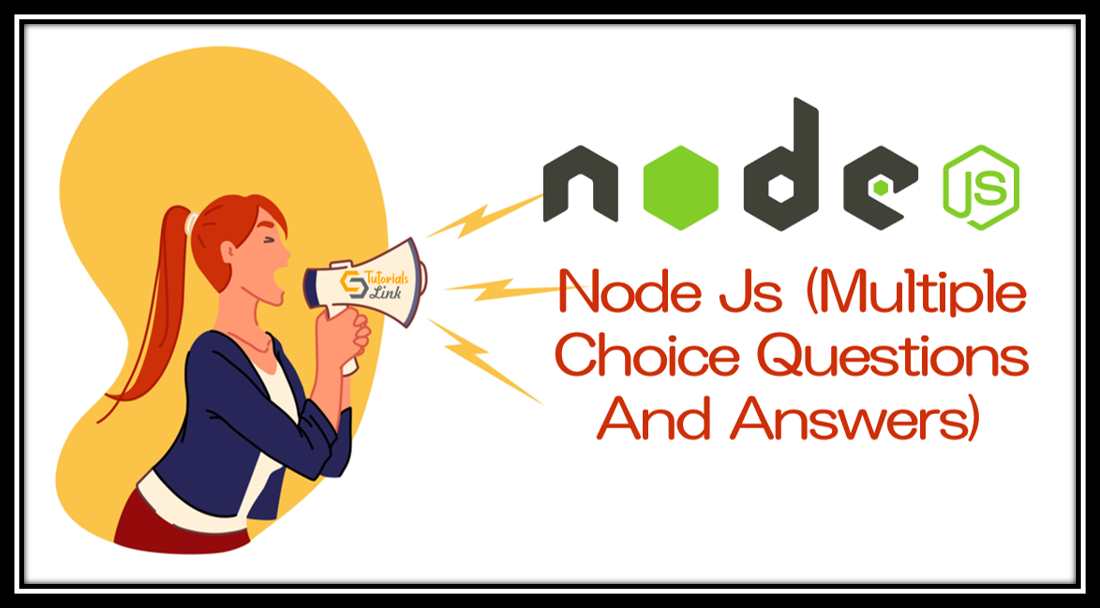 Tutorials
Link
node JS
Node Js (Multiple
Choice Questions
And Answers)